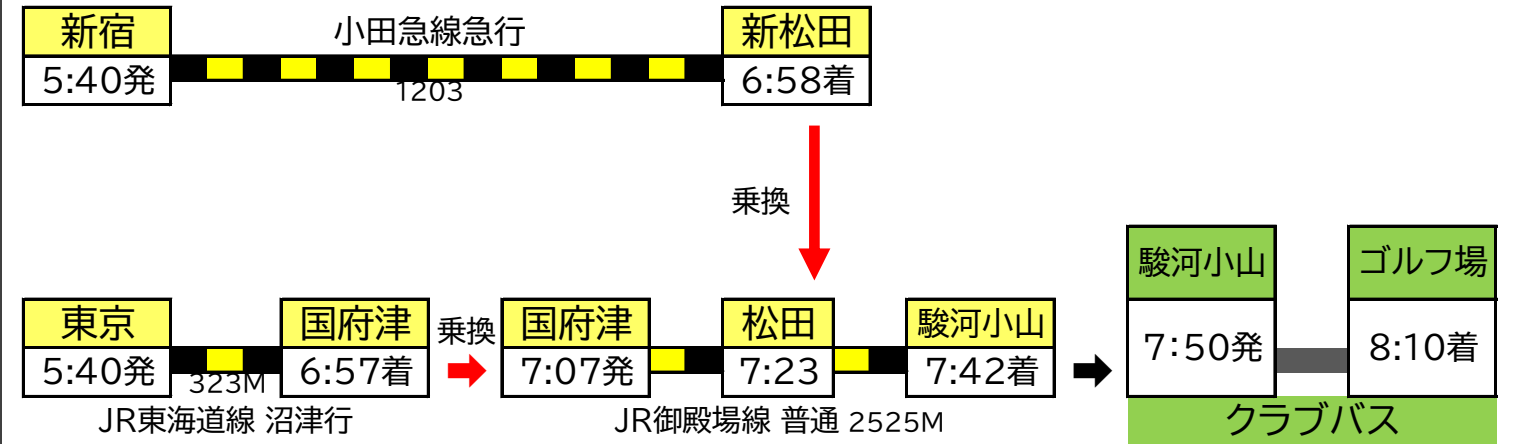 新宿
小田急線急行
新松田
5:40発
1203
6:58着
乗換
駿河小山
ゴルフ場
東京
国府津
乗換
国府津
松田
駿河小山
7:50発
8:10着
5:40発
323M
6:57着
7:07発
7:23
7:42着
JR東海道線 沼津行
JR御殿場線 普通 2525M
クラブバス